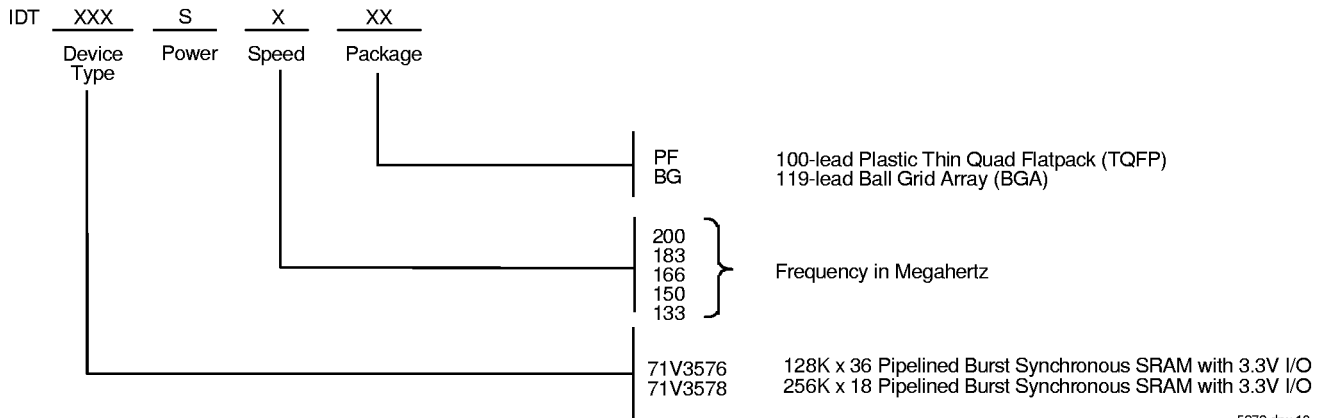 IDT XXX S X XX
Device Type Power Speed Package
PF 100-lead Plastic Thin Quad Flatpack (TQFP)
BG 119-lead Ball Grid Array (BGA)
200
183
166
150
133
Frequency in Megahertz
71V3576 128K x 36 Pipelined Burst Synchronous SRAM with 3.3V I/O
71V3578 256K x 18 Pipelined Burst Synchronous SRAM with 3.3V I/O